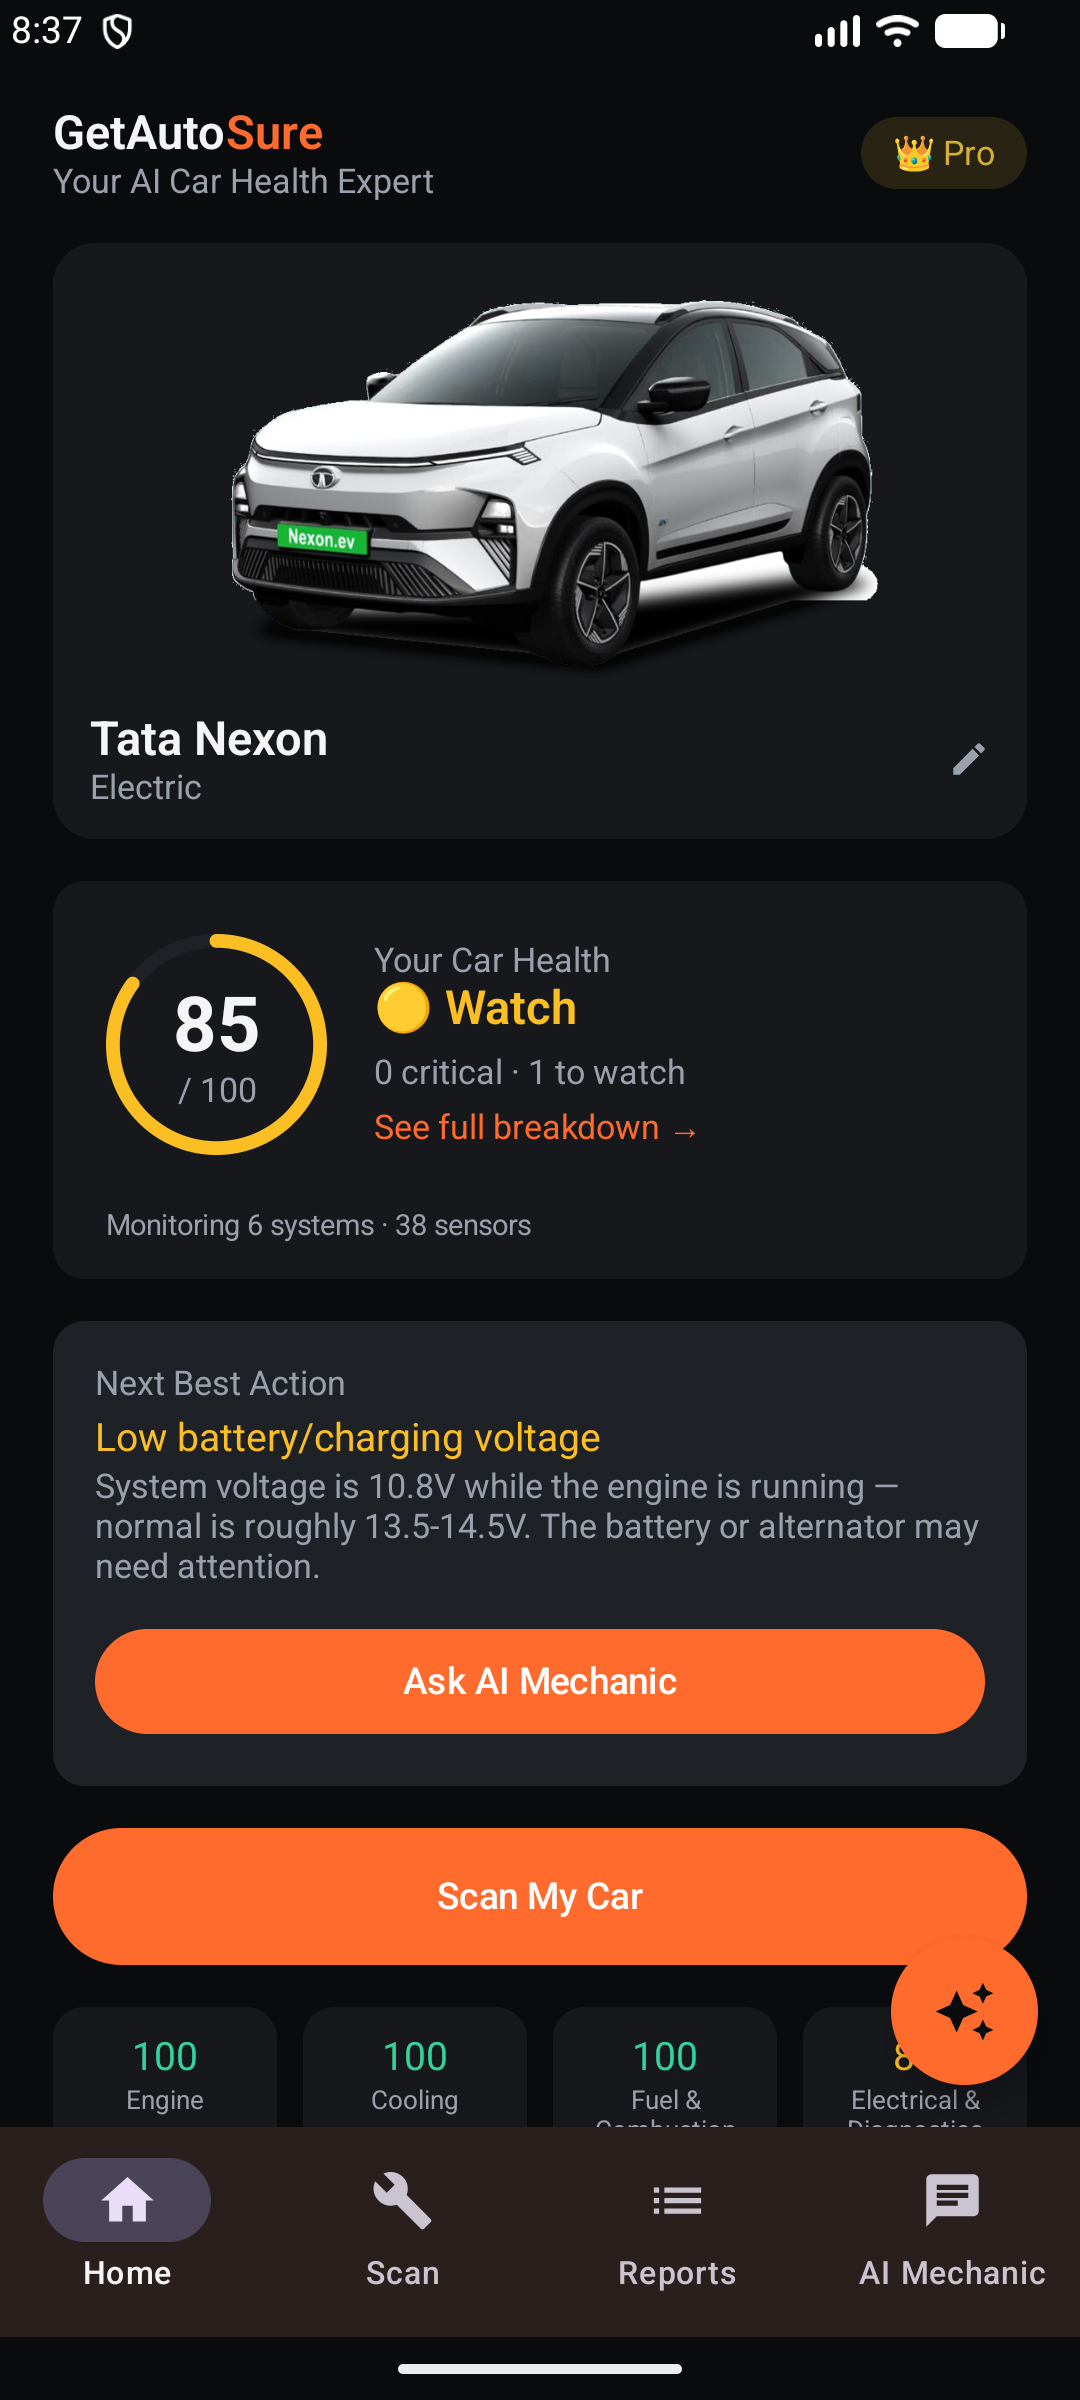 8:37
GetAutoSure
Your AI Car Health Expert
👑 Pro
Nexon.ev
Tata Nexon
Electric
85
/ 100
Your Car Health
🟡 Watch
0 critical · 1 to watch
See full breakdown →
Monitoring 6 systems · 38 sensors
Next Best Action
Low battery/charging voltage
System voltage is 10.8V while the engine is running —
normal is roughly 13.5-14.5V. The battery or alternator may
need attention.
Ask AI Mechanic
Scan My Car
100
Engine
100
Cooling
100
Fuel &
Combustion
Electrical &
Diagnostics
Home
Scan
Reports
AI Mechanic